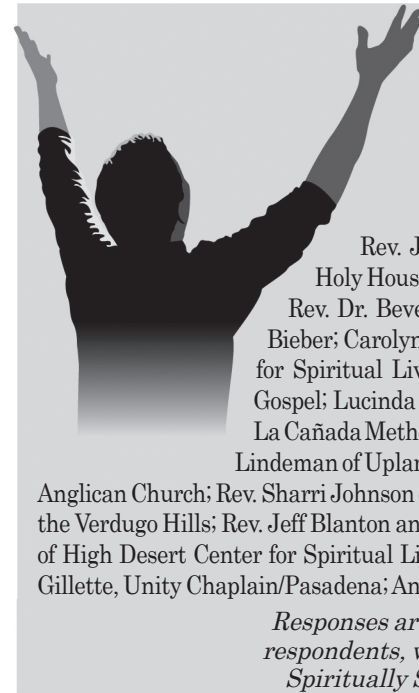 Rev. J
Holy Hous
Rev. Dr. Beve
Bieber; Carolyn
for Spiritual Liv
Gospel; Lucinda
La Cañada Meth
Lindeman of Uplan
Anglican Church; Rev. Sharri Johnson
the Verdugo Hills; Rev. Jeff Blanton an
of High Desert Center for Spiritual Li
Gillette, Unity Chaplain/Pasadena; An
Responses ar
respondents, w
Spiritually S